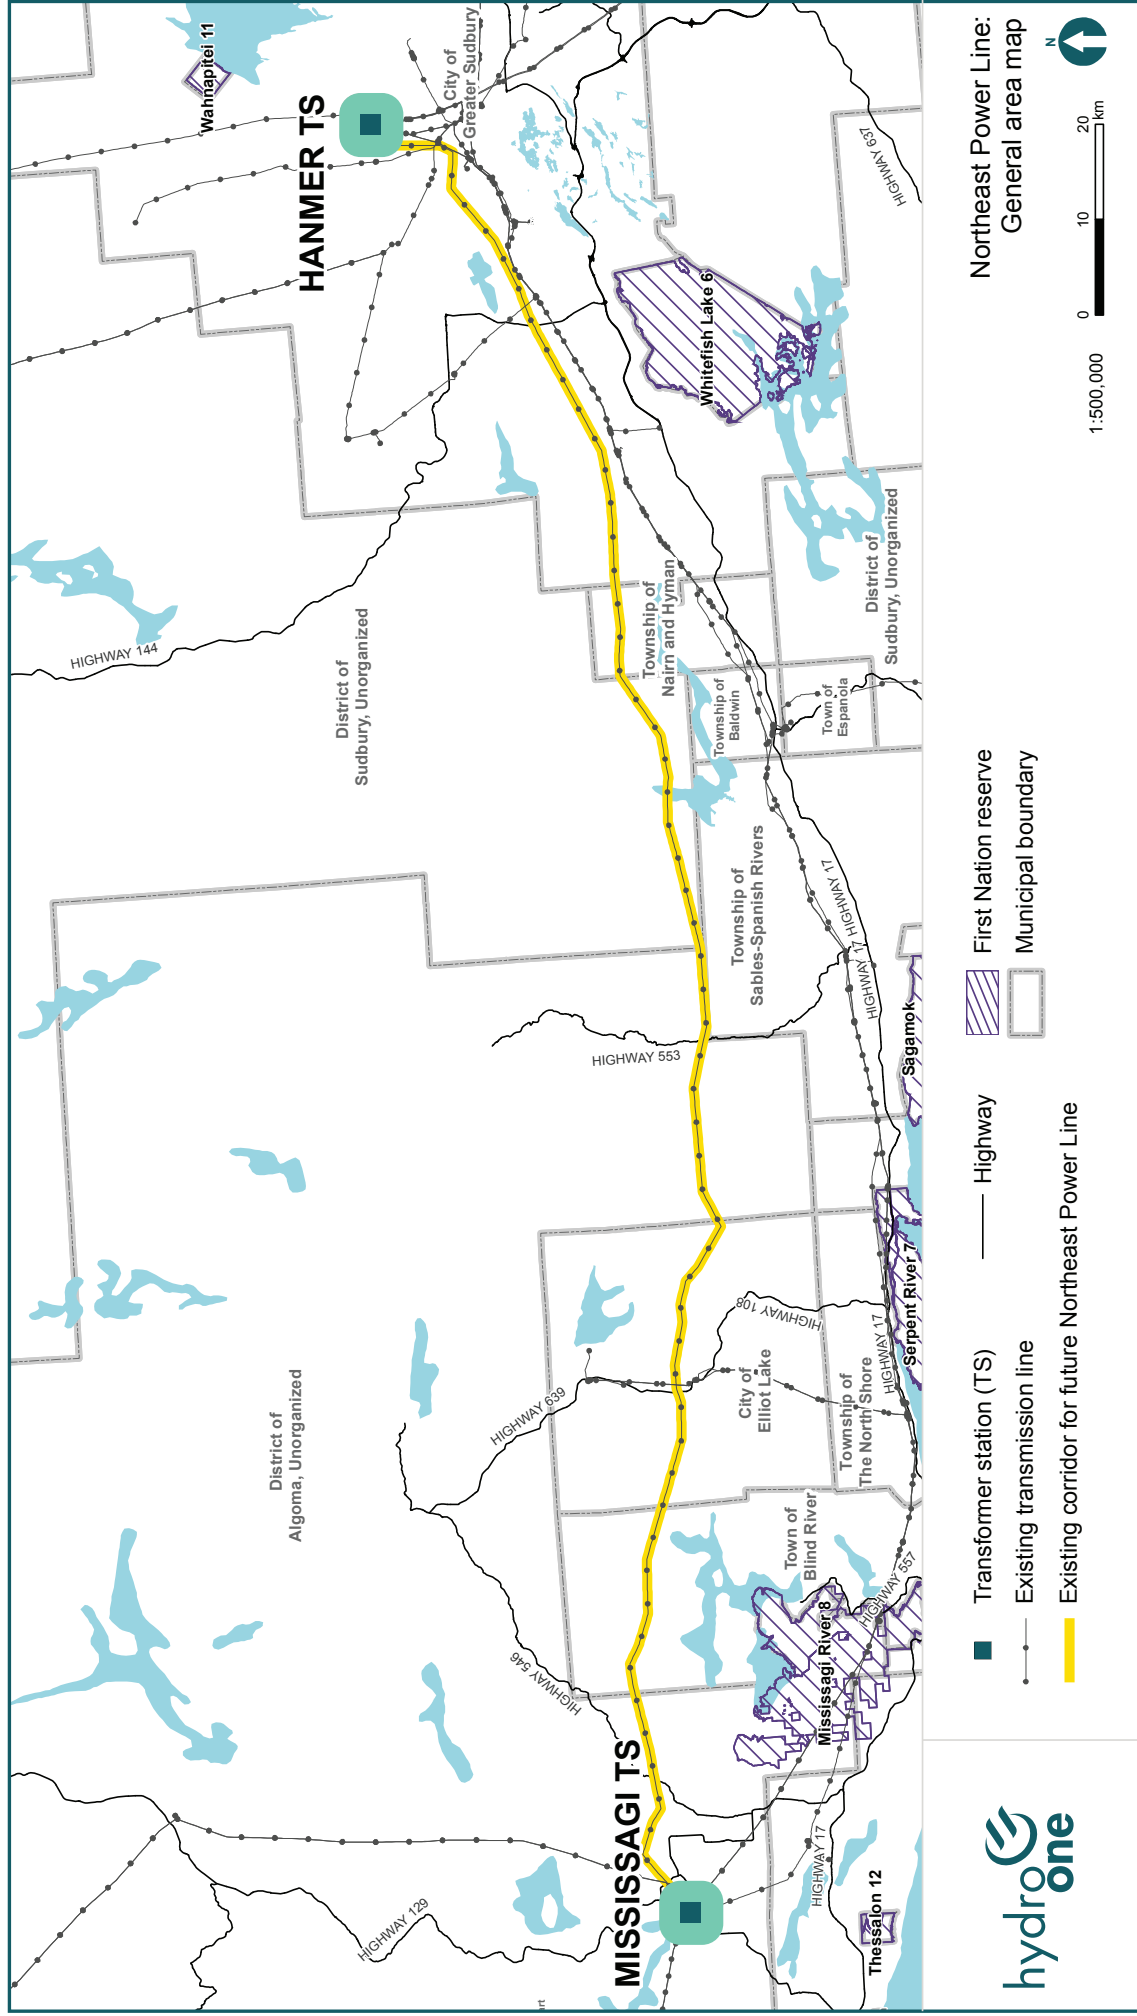 Wahnapitei 11
HANMER TS
City of
Greater Sudbury
HIGHWAY 637
Whitefish Lake 6
HIGHWAY 144
District of
Sudbury, Unorganized
Township of
Nairn and Hyman
District of
Sudbury, Unorganized
Township of
Baldwin
Town of
Espanola
Township of
Sables-Spanish Rivers
HIGHWAY 17
HIGHWAY 17
HIGHWAY 553
Sagamok
District of
Algoma, Unorganized
HIGHWAY 639
HIGHWAY 108
City of
Elliot Lake
Township of
The North Shore
HIGHWAY 17
Serpent River 7
Town of
Blind River
HIGHWAY 557
Mississagi River 8
HIGHWAY 546
MISSISSAGI TS
HIGHWAY 129
HIGHWAY 17
Thessalon 12
rt
hydro
one
Transformer station (TS)
Existing transmission line
Existing corridor for future Northeast Power Line
Highway
First Nation reserve
Municipal boundary
Northeast Power Line:
General area map
N
1:500,000
0 10 20 km